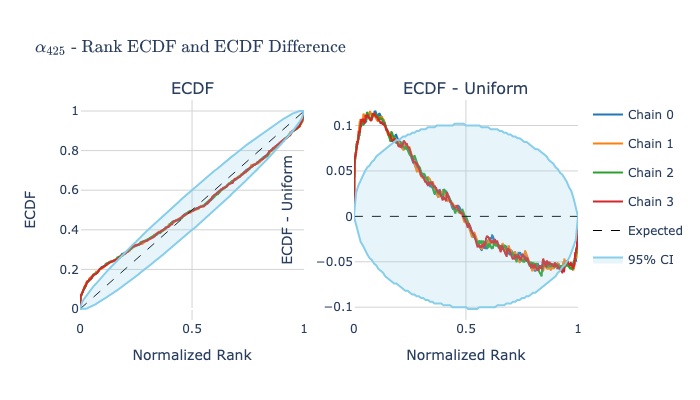 α425 - Rank ECDF and ECDF Difference
ECDF
ECDF - Uniform
ECDF
1
0.8
0.6
0.4
0.2
0
0
0.5
1
Normalized Rank
ECDF - Uniform
0.1
0.05
0
−0.05
−0.1
0
0.5
1
Normalized Rank
Chain 0
Chain 1
Chain 2
Chain 3
Expected
95% CI